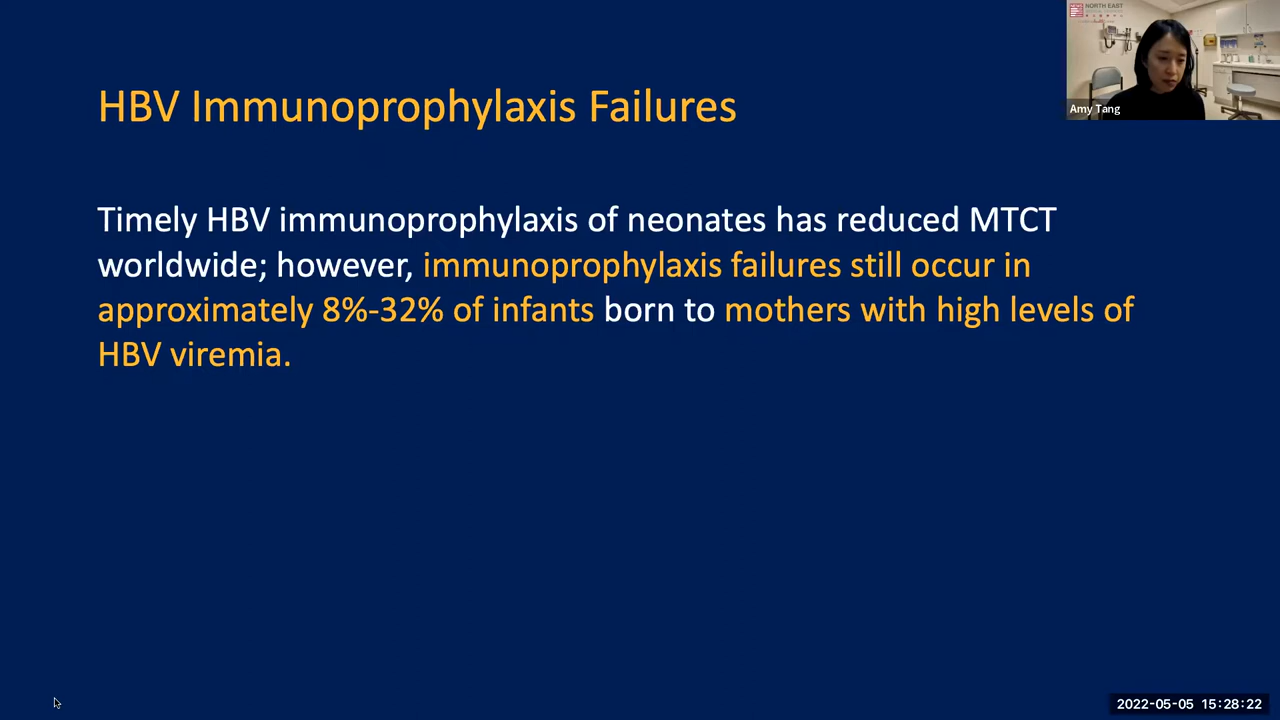 HBV Immunoprophylaxis Failures
NORTH EAST
Amy Tang
Timely HBV immunoprophylaxis of neonates has reduced MTCT
worldwide; however, immunoprophylaxis failures still occur in
approximately 8%-32% of infants born to mothers with high levels of
HBV viremia.
2022-05-05 15:28:22